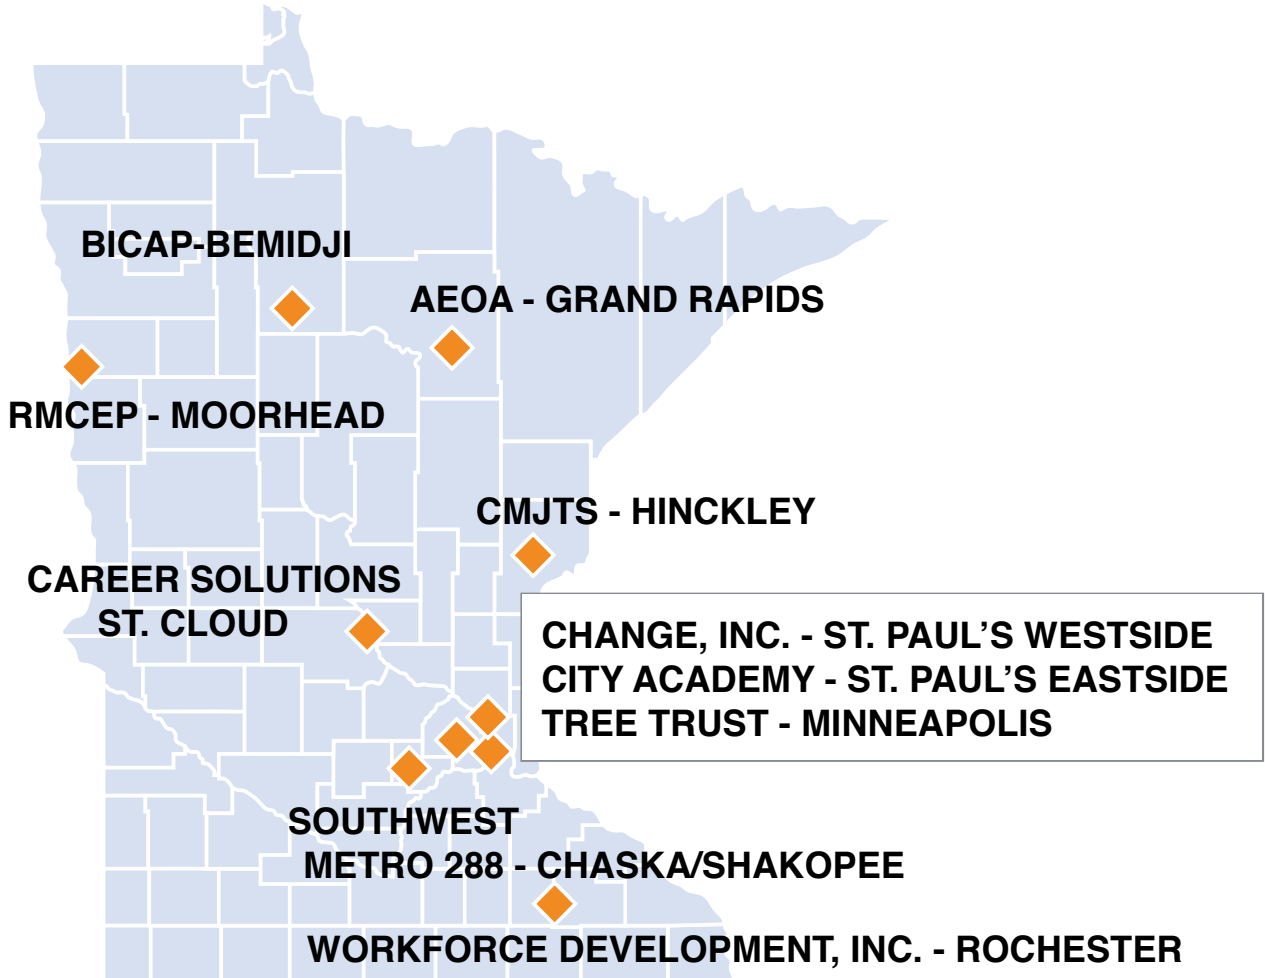 BICAP-BEMIDJI
AEOA - GRAND RAPIDS
RMCEP - MOORHEAD
CMJTS - HINCKLEY
CAREER SOLUTIONS
ST. CLOUD
CHANGE, INC. - ST. PAUL’S WESTSIDE
CITY ACADEMY - ST. PAUL’S EASTSIDE
TREE TRUST - MINNEAPOLIS
SOUTHWEST
METRO 288 - CHASKA/SHAKOPEE
WORKFORCE DEVELOPMENT, INC. - ROCHESTER